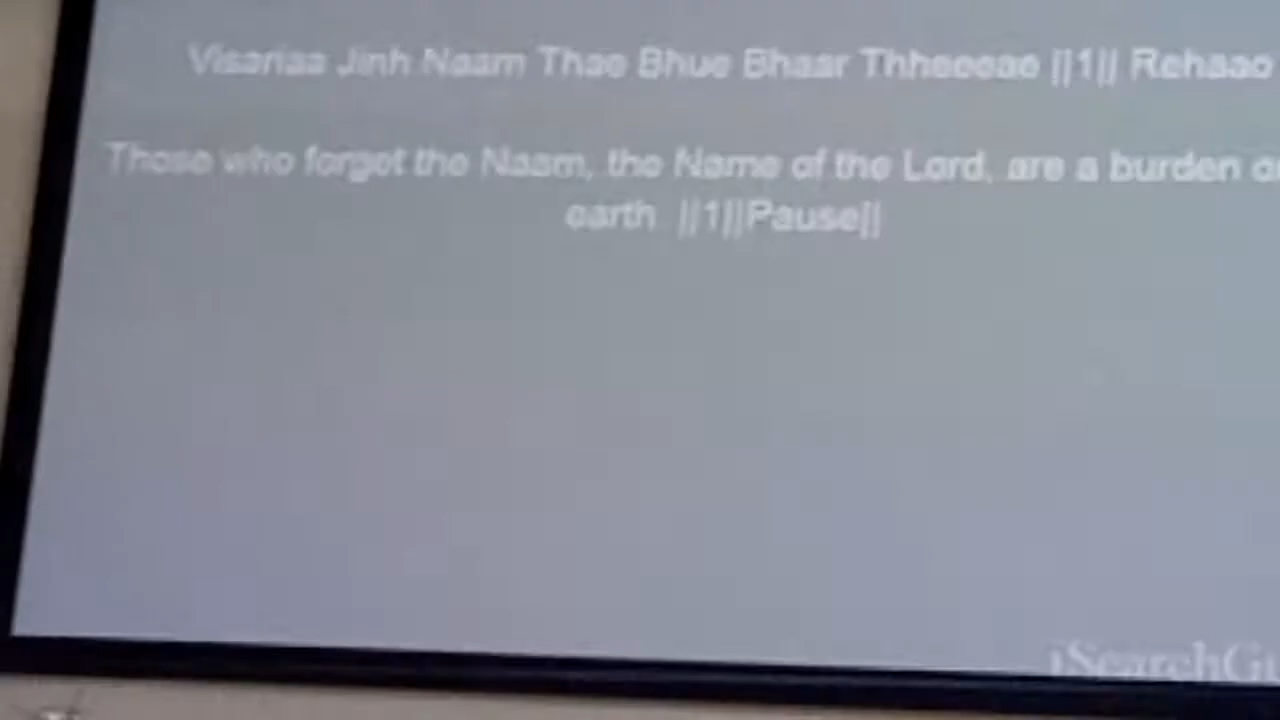 Visariaa Jinh Naam Thae Bhue Bhaar Thheeeae ||1|| Rehaao
Those who forget the Naam, the Name of the Lord, are a burden
earth. ||1||Pause||
iSearchGu